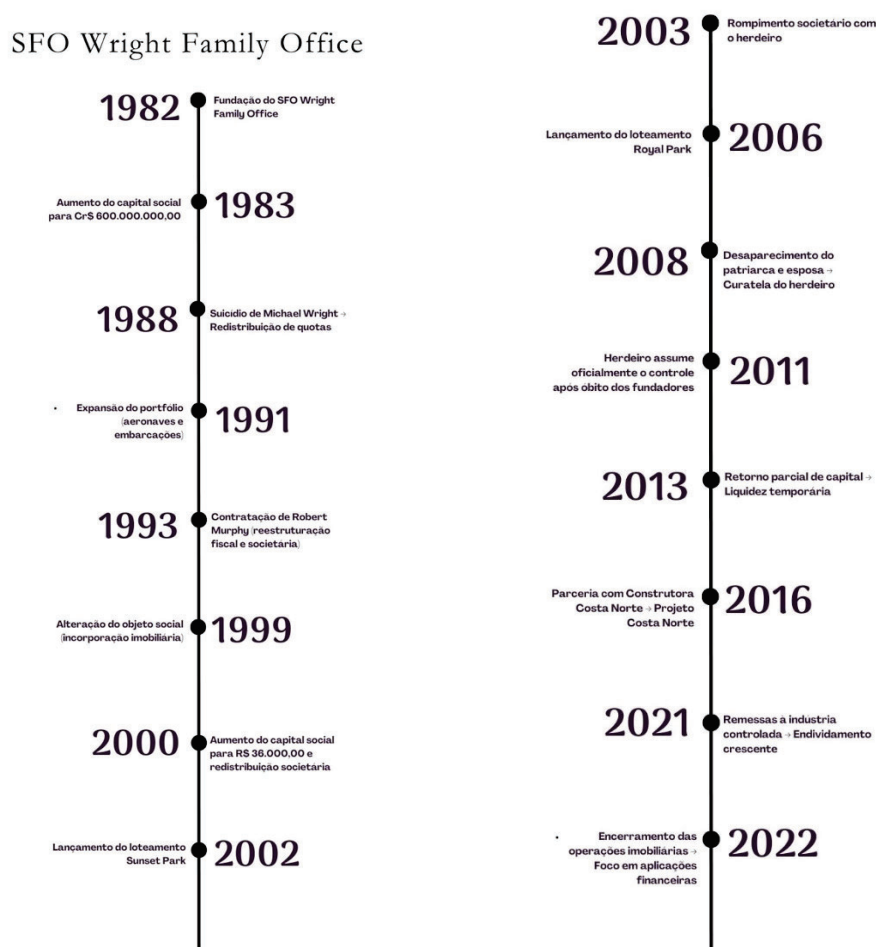 SFO Wright Family Office
1982
Fundação do SFO Wright
Family Office
Aumento do capital social
para Cr$ 600.000.000,00
1983
1988
Suicídio de Michael Wright →
Redistribuição de quotas
Expansão do portfólio
(aeronaves e
embarcações)
1991
1993
Contratação de Robert
Murphy (reestruturação
fiscal e societária)
Alteração do objeto social
(incorporação imobiliária)
1999
2000
Aumento do capital social
para R$ 36.000,00 e
redistribuição societária
Lançamento do loteamento
Sunset Park
2002
2003
Rompimento societário com
o herdeiro
Lançamento do loteamento
Royal Park
2006
2008
Desaparecimento do
patriarca e esposa →
Curatela do herdeiro
Herdeiro assume
oficialmente o controle
após óbito dos fundadores
2011
2013
Retorno parcial de capital →
Liquidez temporária
Parceria com Construtora
Costa Norte → Projeto
Costa Norte
2016
2021
Remessas à indústria
controlada → Endividamento
crescente
Encerramento das
operações imobiliárias →
Foco em aplicações
financeiras
2022